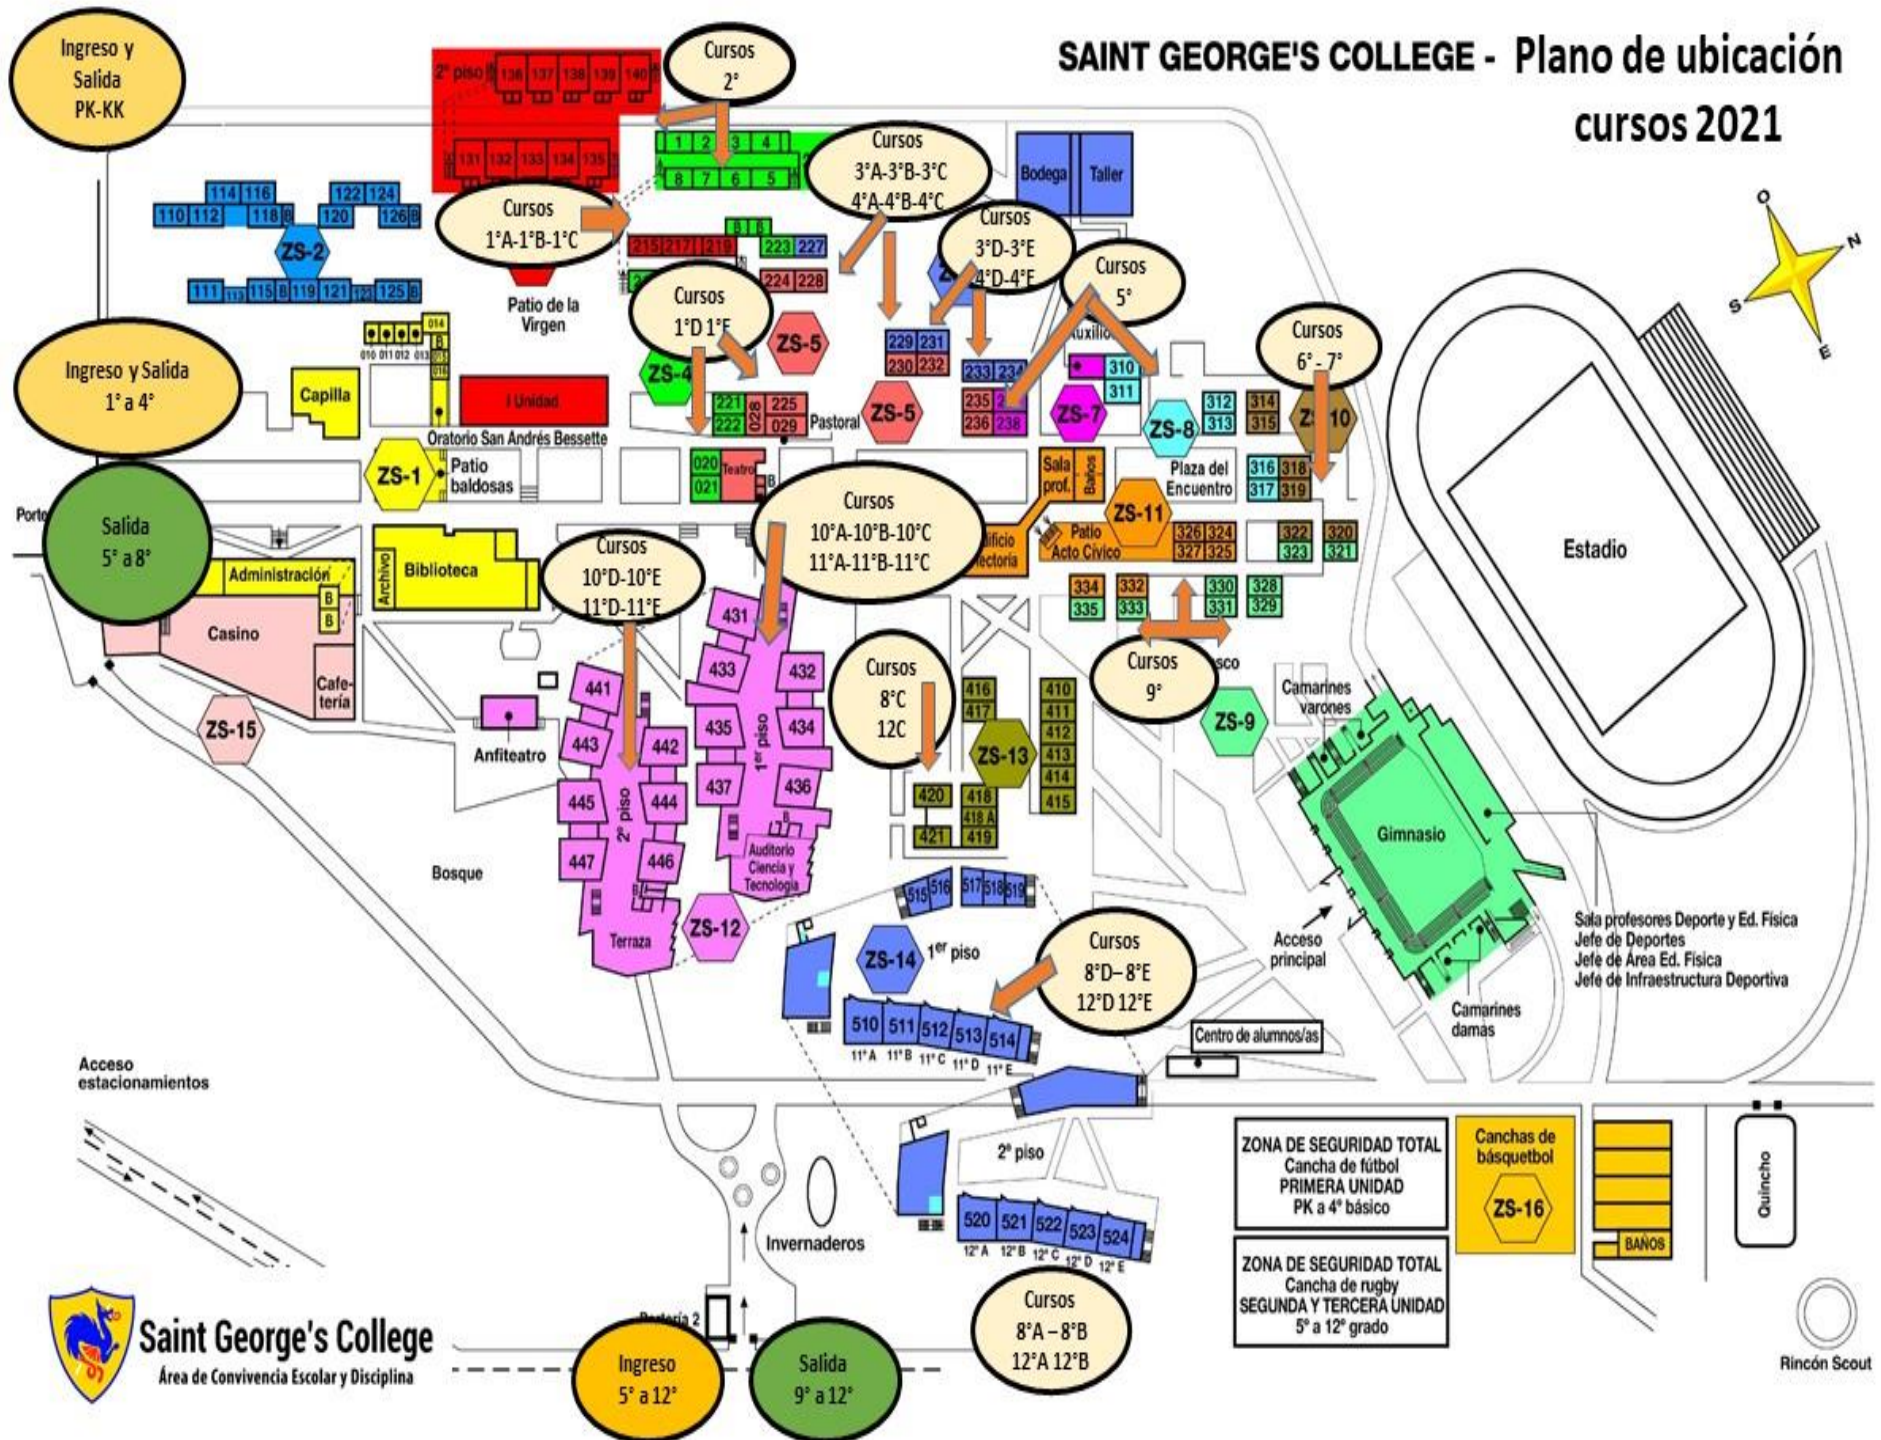 SAINT GEORGE'S COLLEGE - Plano de ubicación
cursos 2021
Ingreso y
Salida
PK-KK
2º piso
136 137 138 139 140
131 132 133 134 135
Cursos
2°
1 2 3 4
8 7 6 5
Cursos
3°A-3°B-3°C
4°A-4°B-4°C
Bodega Taller
O
N
S
E
114 116
122 124
110 112 118 B
120 126 B
ZS-2
111 113 115 B 119 121 123 125 B
Cursos
1°A-1°B-1°C
B B
215 217 219
223 227
224 228
Cursos
3°D-3°E
4°D-4°E
Cursos
5°
Patio de la
Virgen
Cursos
1°D 1°E
ZS-5
ZS-4
Ingreso y Salida
1° a 4°
014
B
015
016
010 011 012 013
Capilla
I Unidad
Oratorio San Andrés Bessette
229 231
230 232
233 234
235
236 238
310
311
Cursos
6° - 7°
221
222
028
225
029
Pastoral
ZS-5
ZS-7
ZS-8
312
313
314
315
ZS-1
Patio
baldosas
020
021
Teatro
B
Sala
prof.
Baños
Plaza del
Encuentro
316 318
317 319
ZS-11
Patio
Acto Cívico
326 324
327 325
322 320
323 321
Salida
5° a 8°
Cursos
10°A-10°B-10°C
11°A-11°B-11°C
Administración
B
B
Archivo
Biblioteca
Cursos
10°D-10°E
11°D-11°E
Casino
Cafe-
tería
334
335
332
333
330
331
328
329
Estadio
431
433 432
435 434
437 436
1er piso
B
Auditorio
Ciencia y
Tecnología
441
443 442
445 444
447 446
2º piso
B
Terraza
Cursos
8°C
12C
416
417
410
411
412
413
414
415
ZS-13
420
421
418
418 A
419
Cursos
9°
ZS-9
Camarines
varones
Gimnasio
ZS-15
Anfiteatro
Bosque
ZS-12
515 516 517 518 519
ZS-14
1er piso
Cursos
8°D– 8°E
12°D 12°E
510 511 512 513 514
11° A 11° B 11° C 11° D 11° E
Acceso
principal
Sala profesores Deporte y Ed. Física
Jefe de Deportes
Jefe de Área Ed. Física
Jefe de Infraestructura Deportiva
Camarines
damas
Centro de alumnos/as
Acceso
estacionamientos
2º piso
520 521 522 523 524
12° A 12° B 12° C 12° D 12° E
Invernaderos
ZONA DE SEGURIDAD TOTAL
Cancha de fútbol
PRIMERA UNIDAD
PK a 4º básico
ZONA DE SEGURIDAD TOTAL
Cancha de rugby
SEGUNDA Y TERCERA UNIDAD
5º a 12º grado
Canchas de
básquetbol
ZS-16
BAÑOS
Quincho
Rincón Scout
Saint George's College
Área de Convivencia Escolar y Disciplina
Ingreso
5° a 12°
Salida
9° a 12°
Cursos
8°A – 8°B
12°A 12°B